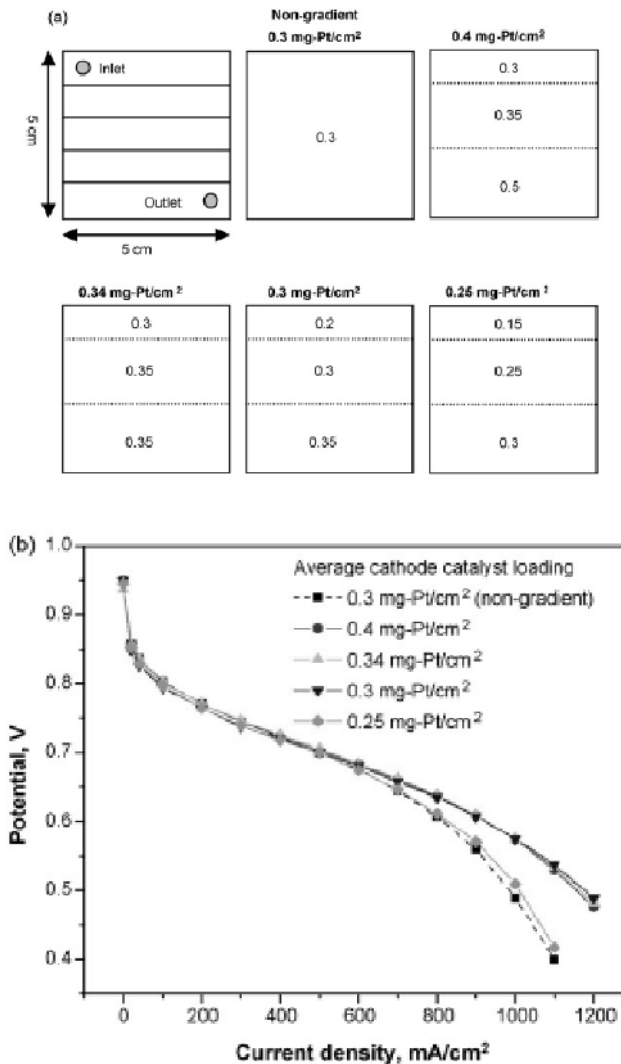 (a)
Non-gradient
0.3 mg-Pt/cm²
0.4 mg-Pt/cm²
Inlet
Outlet
5 cm
5 cm
0.3
0.3
0.35
0.5
0.34 mg-Pt/cm²
0.3 mg-Pt/cm²
0.25 mg-Pt/cm²
0.3
0.35
0.35
0.2
0.3
0.35
0.15
0.25
0.3
(b)
Average cathode catalyst loading
0.3 mg-Pt/cm² (non-gradient)
0.4 mg-Pt/cm²
0.34 mg-Pt/cm²
0.3 mg-Pt/cm²
0.25 mg-Pt/cm²
Potential, V
1.0
0.9
0.8
0.7
0.6
0.5
0.4
0 200 400 600 800 1000 1200
Current density, mA/cm²